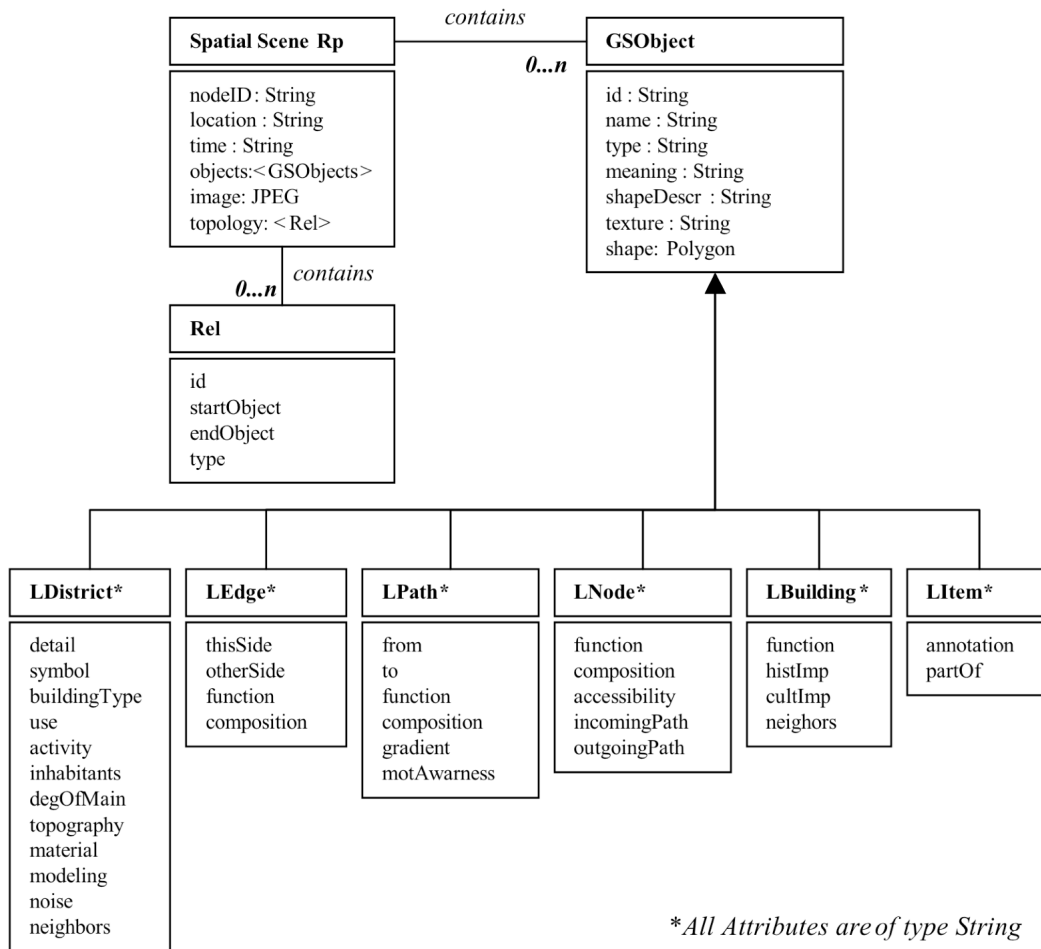 contains
Spatial Scene Rp
GSObject
0...n
nodeID : String
location : String
time : String
objects:<GSObjects>
image: JPEG
topology: <Rel>
id : String
name : String
type : String
meaning : String
shapeDescr : String
texture : String
shape: Polygon
contains
0...n
Rel
id
startObject
endObject
type
LDistrict*
detail
symbol
buildingType
use
activity
inhabitants
degOfMain
topography
material
modeling
noise
neighbors
LEdge*
thisSide
otherSide
function
composition
LPath*
from
to
function
composition
gradient
motAwarness
LNode*
function
composition
accessibility
incomingPath
outgoingPath
LBuilding*
function
histImp
cultImp
neighors
LItem*
annotation
partOf
*All Attributes are of type String